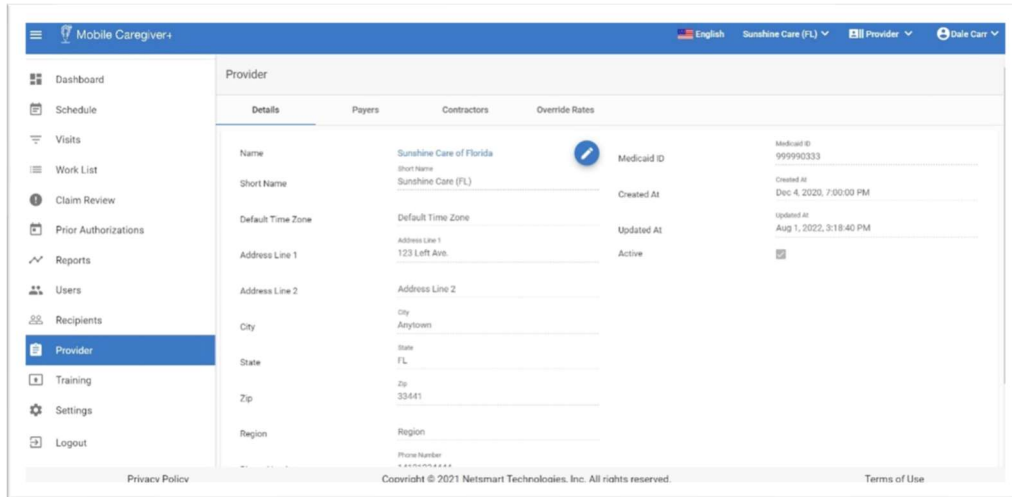 Mobile Caregiver+
English Sunshine Care (FL) Provider Dale Carr
Dashboard
Schedule
Visits
Work List
Claim Review
Prior Authorizations
Reports
Users
Recipients
Provider
Training
Settings
Logout
Provider
Details Payers Contractors Override Rates
Name Sunshine Care of Florida
Short Name
Short Name Sunshine Care (FL)
Default Time Zone Default Time Zone
Address Line 1
Address Line 1 123 Left Ave.
Address Line 2 Address Line 2
City
City Anytown
State
State FL
Zip
Zip 33441
Region Region
Phone Number
Medicaid ID
Medicaid ID 999990333
Created At
Created At Dec 4, 2020, 7:00:00 PM
Updated At
Updated At Aug 1, 2022, 3:18:40 PM
Active
Privacy Policy Copyright © 2021 Netsmart Technologies, Inc. All rights reserved. Terms of Use